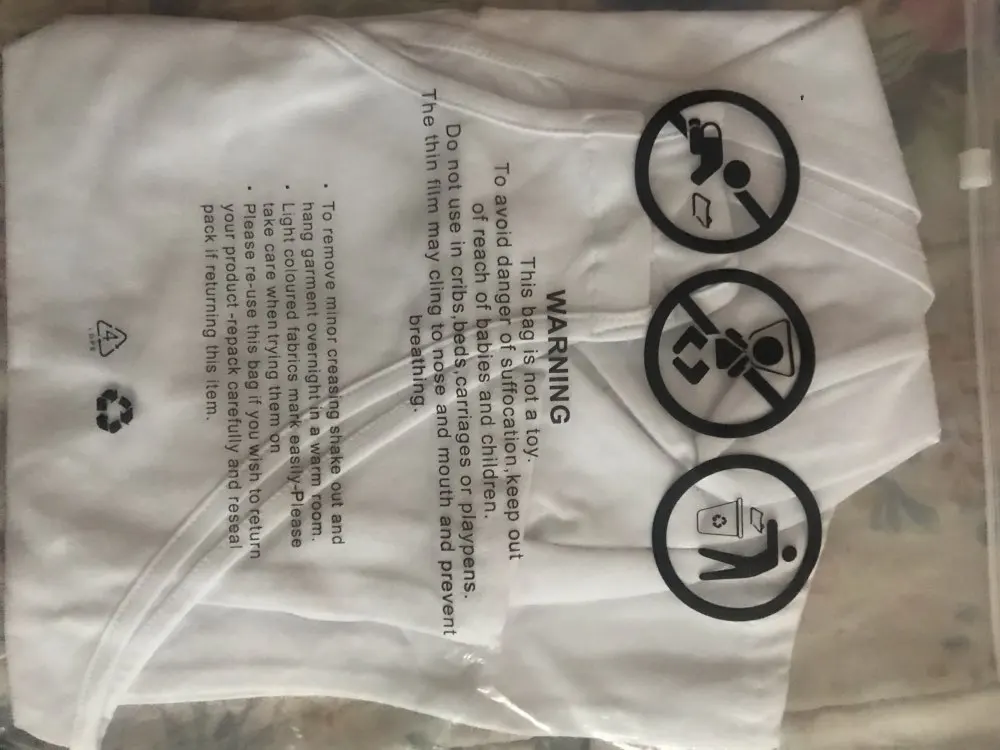 WARNING
This bag is not a toy.
To avoid danger of suffocation,keep out
of reach of babies and children.
Do not use in cribs,beds,carriages or playpens.
The thin film may cling to nose and mouth and prevent
breathing.
• To remove minor creasing shake out and
hang garment overnight in a warm room.
• Light coloured fabrics mark easily-Please
take care when trying them on
• Please re-use this bag if you wish to return
your product -repack carefully and reseal
pack if returning this item.
4